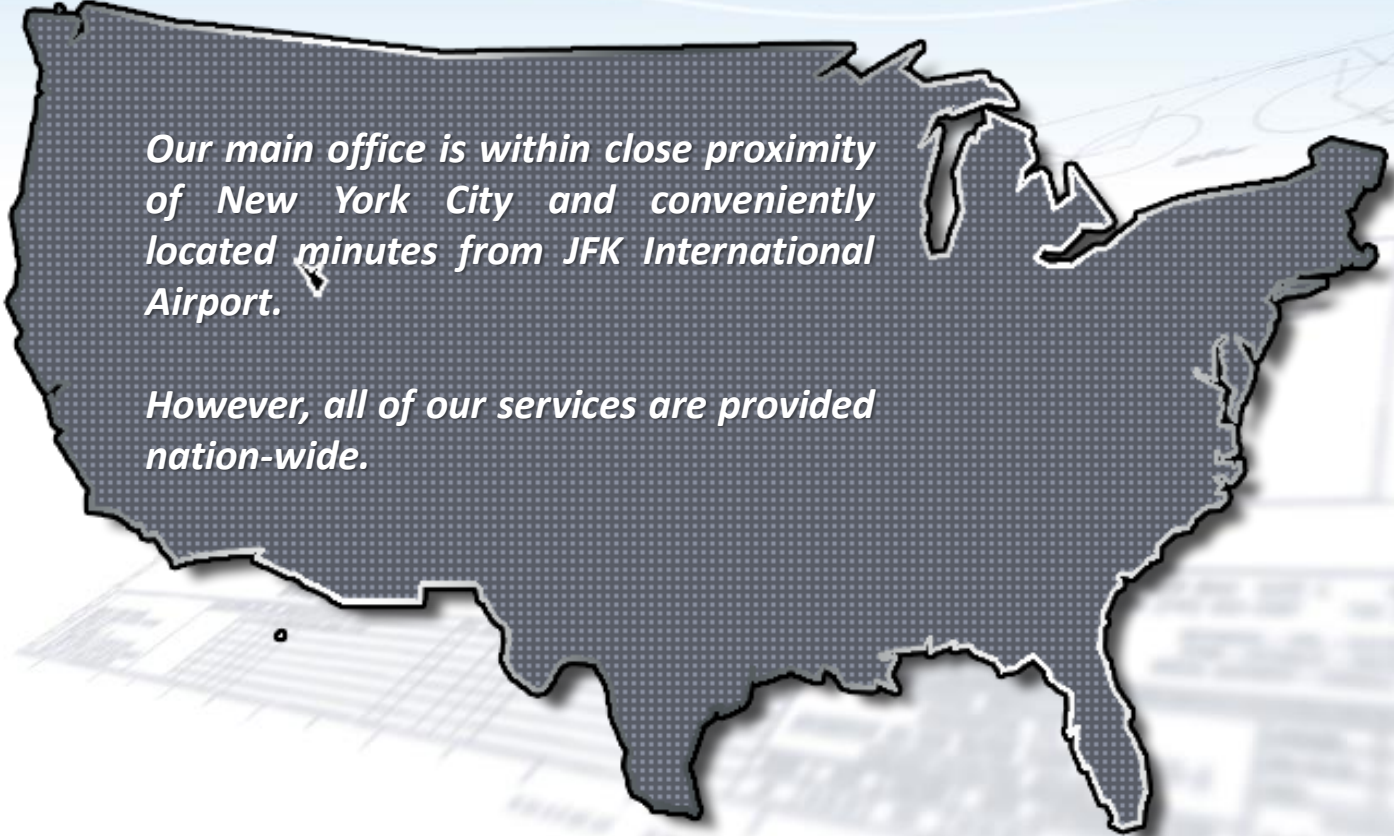 Our main office is within close proximity
of New York City and conveniently
located minutes from JFK International
Airport.
However, all of our services are provided
nation-wide.